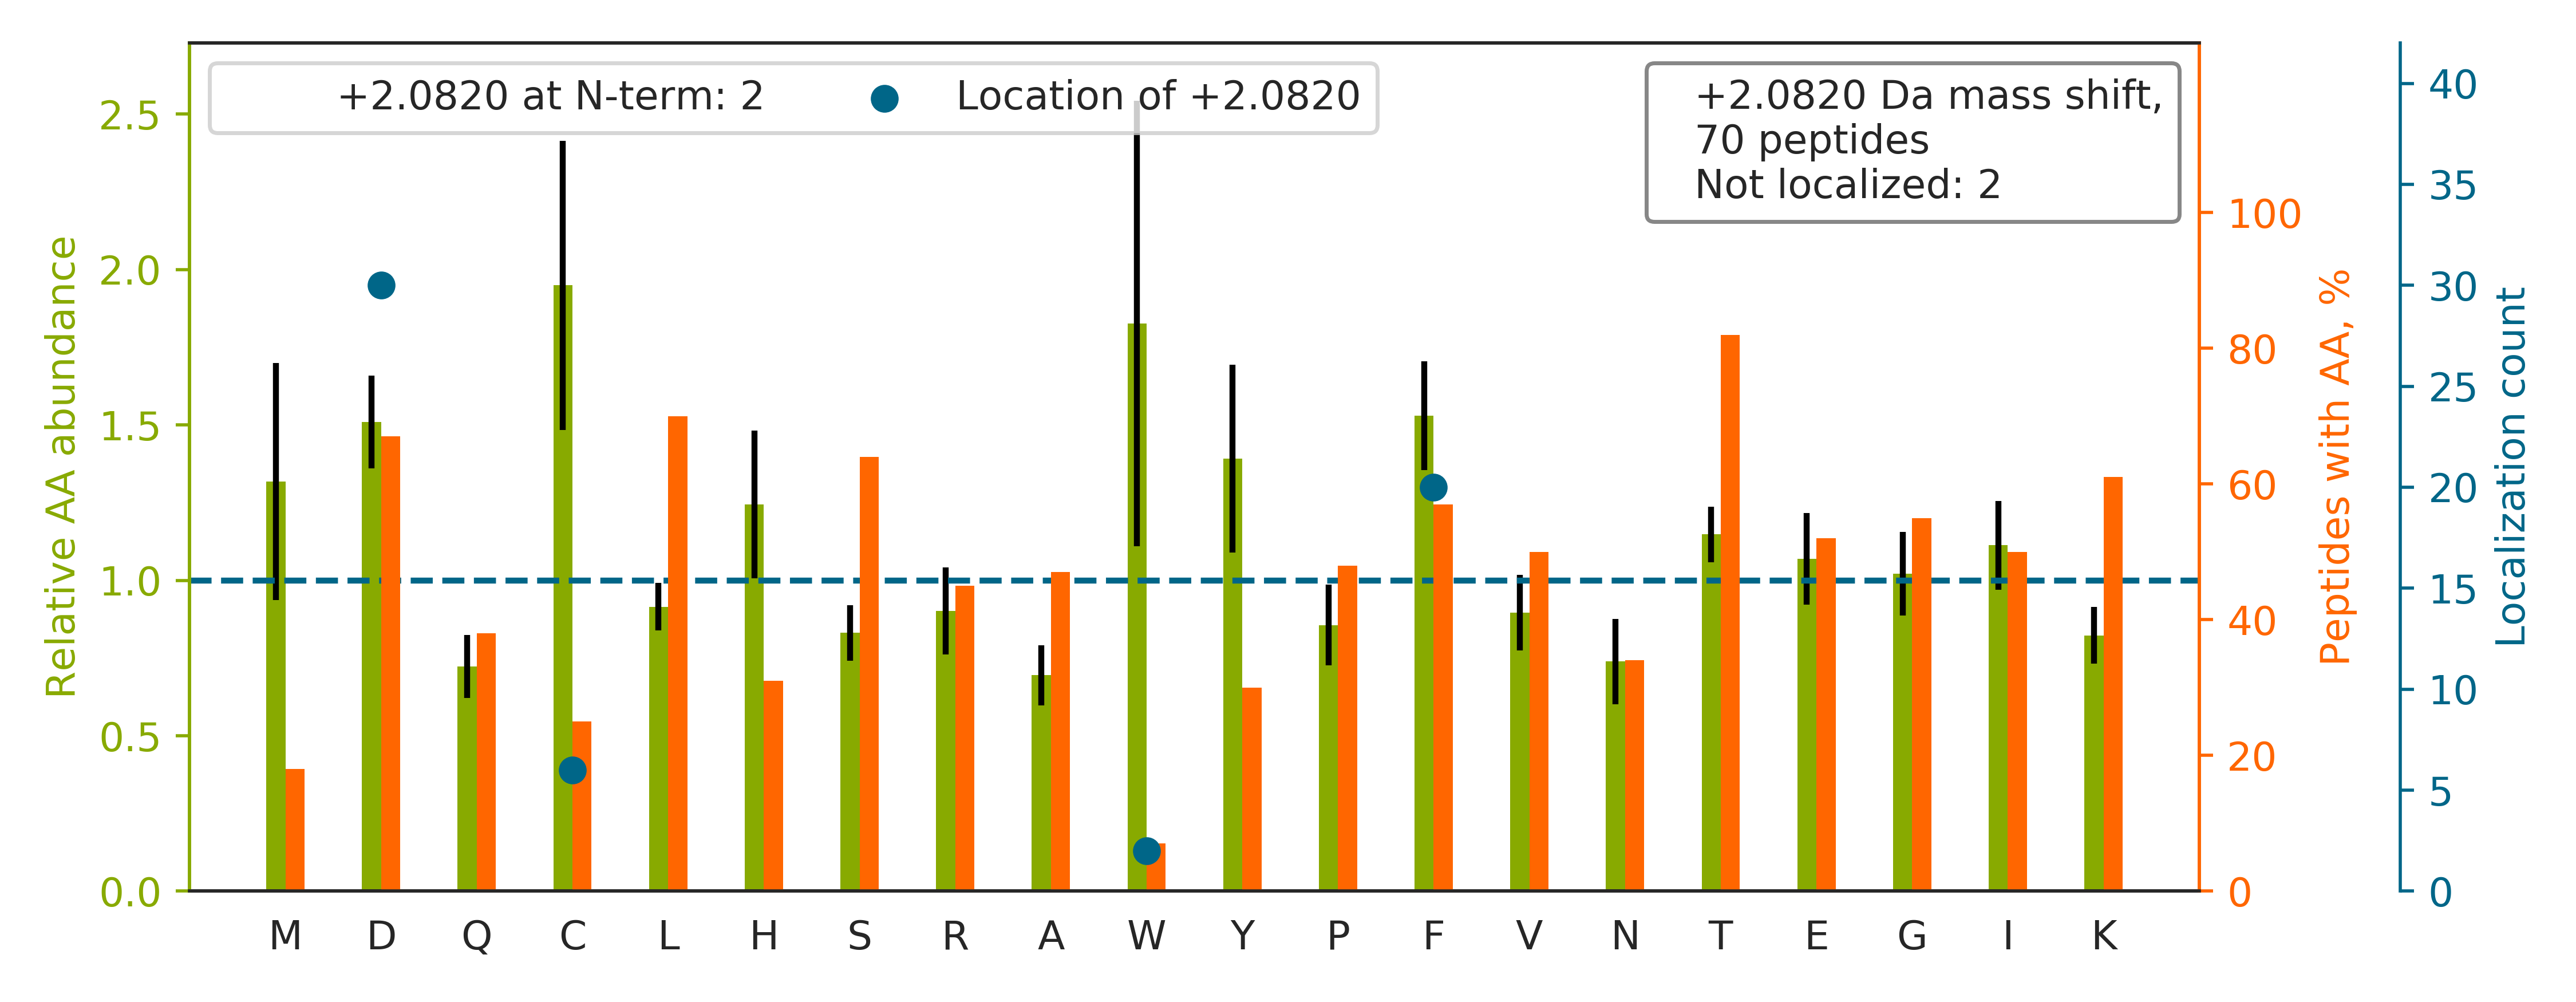 +2.0820 at N-term: 2
Location of +2.0820
+2.0820 Da mass shift,
70 peptides
Not localized: 2
Relative AA abundance
2.5
2.0
1.5
1.0
0.5
0.0
M D Q C L H S R A W Y P F V N T E G I K
100
80
60
40
20
0
Peptides with AA, %
40
35
30
25
20
15
10
5
0
Localization count